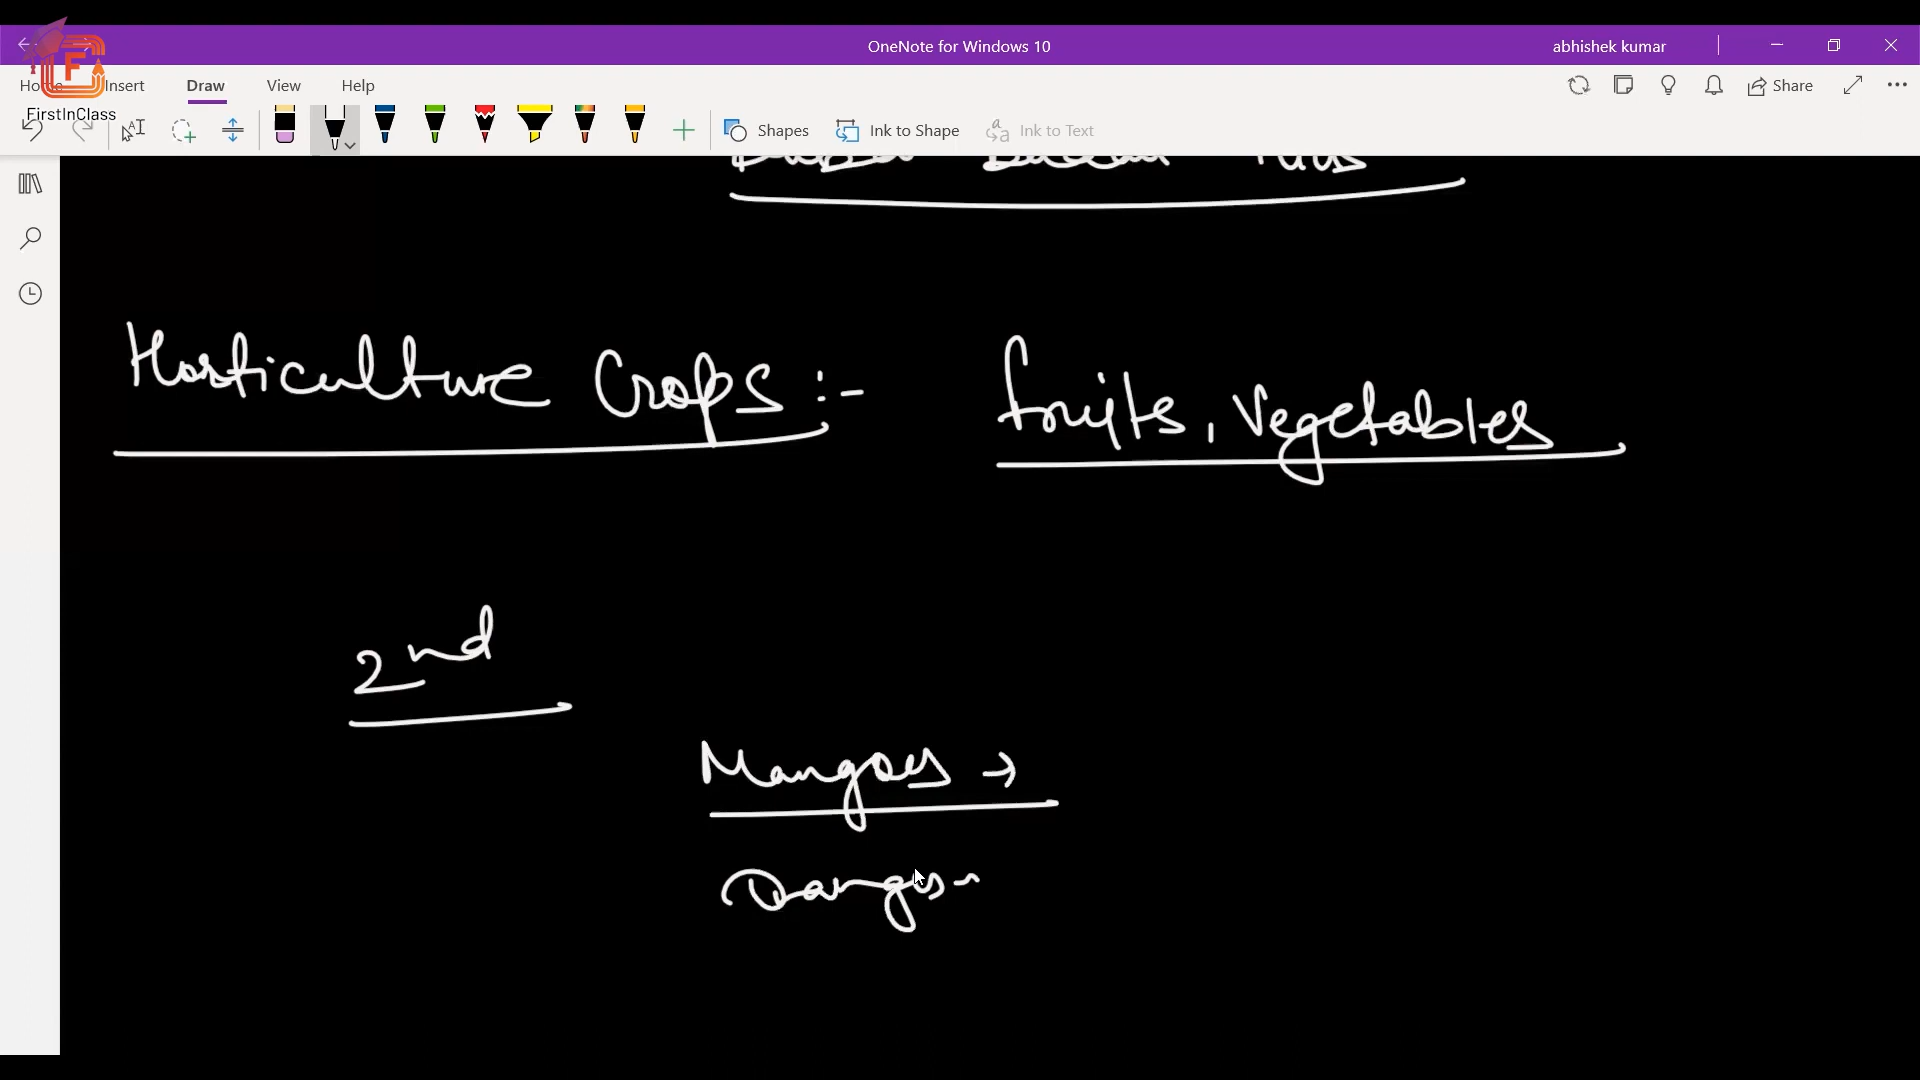 OneNote for Windows 10
abhishek kumar
Home Insert Draw View Help
Share
FirstInClass
Shapes
Ink to Shape
Ink to Text
Horticulture Crops :-
fruits, Vegetables
2nd
Mangoes →
Oranges -